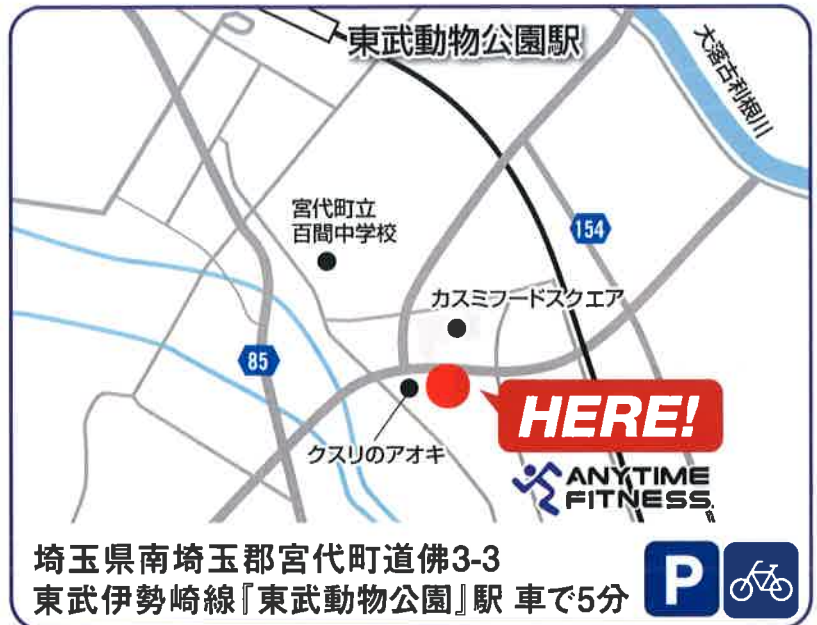 東武動物公園駅
大落古利根川
宮代町立
百間中学校
154
カスミフードスクエア
85
HERE!
クスリのアオキ
ANYTIME
FITNESS
埼玉県南埼玉郡宮代町道佛3-3
東武伊勢崎線『東武動物公園』駅 車で5分
P